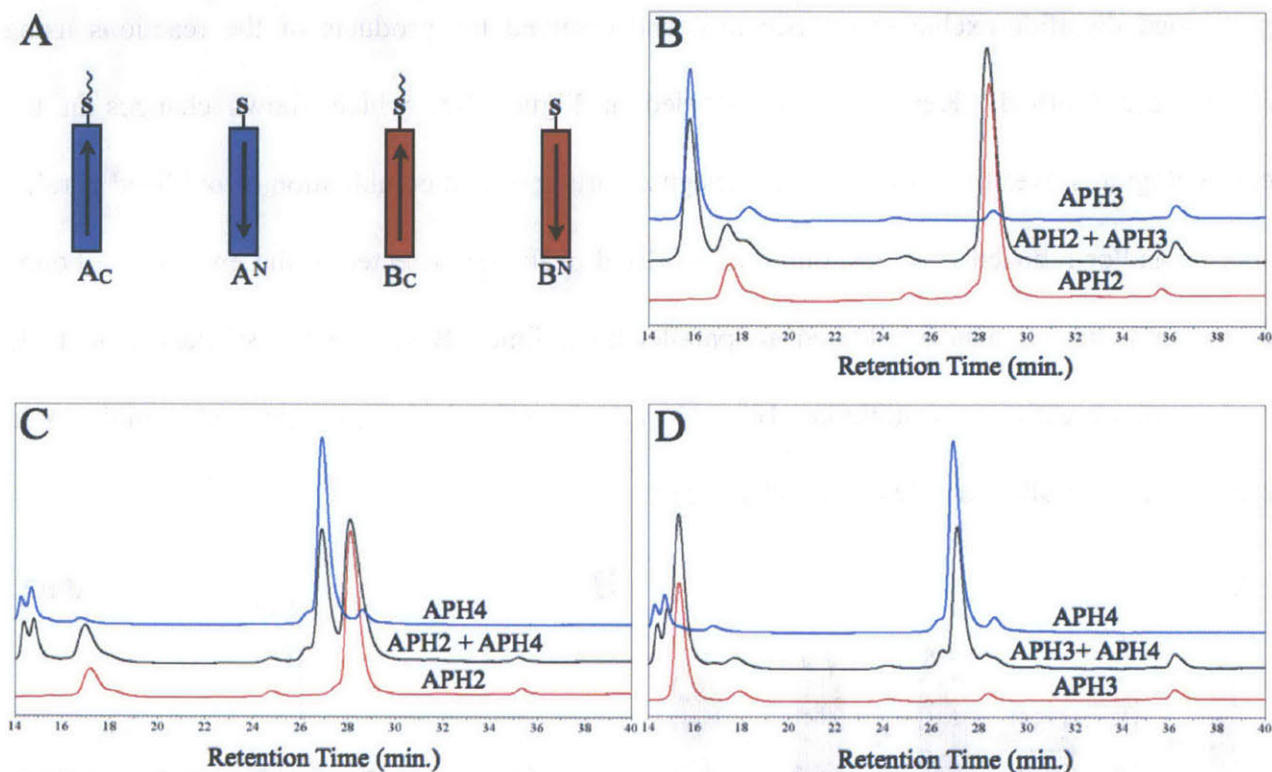 A
S S S S
Ac A^N Bc B^N
B
APH3
APH2 + APH3
APH2
14 16 18 20 22 24 26 28 30 32 34 36 38 40
Retention Time (min.)
C
APH4
APH2 + APH4
APH2
14 16 18 20 22 24 26 28 30 32 34 36 38 40
Retention Time (min.)
D
APH4
APH3+ APH4
APH3
14 16 18 20 22 24 26 28 30 32 34 36 38 40
Retention Time (min.)